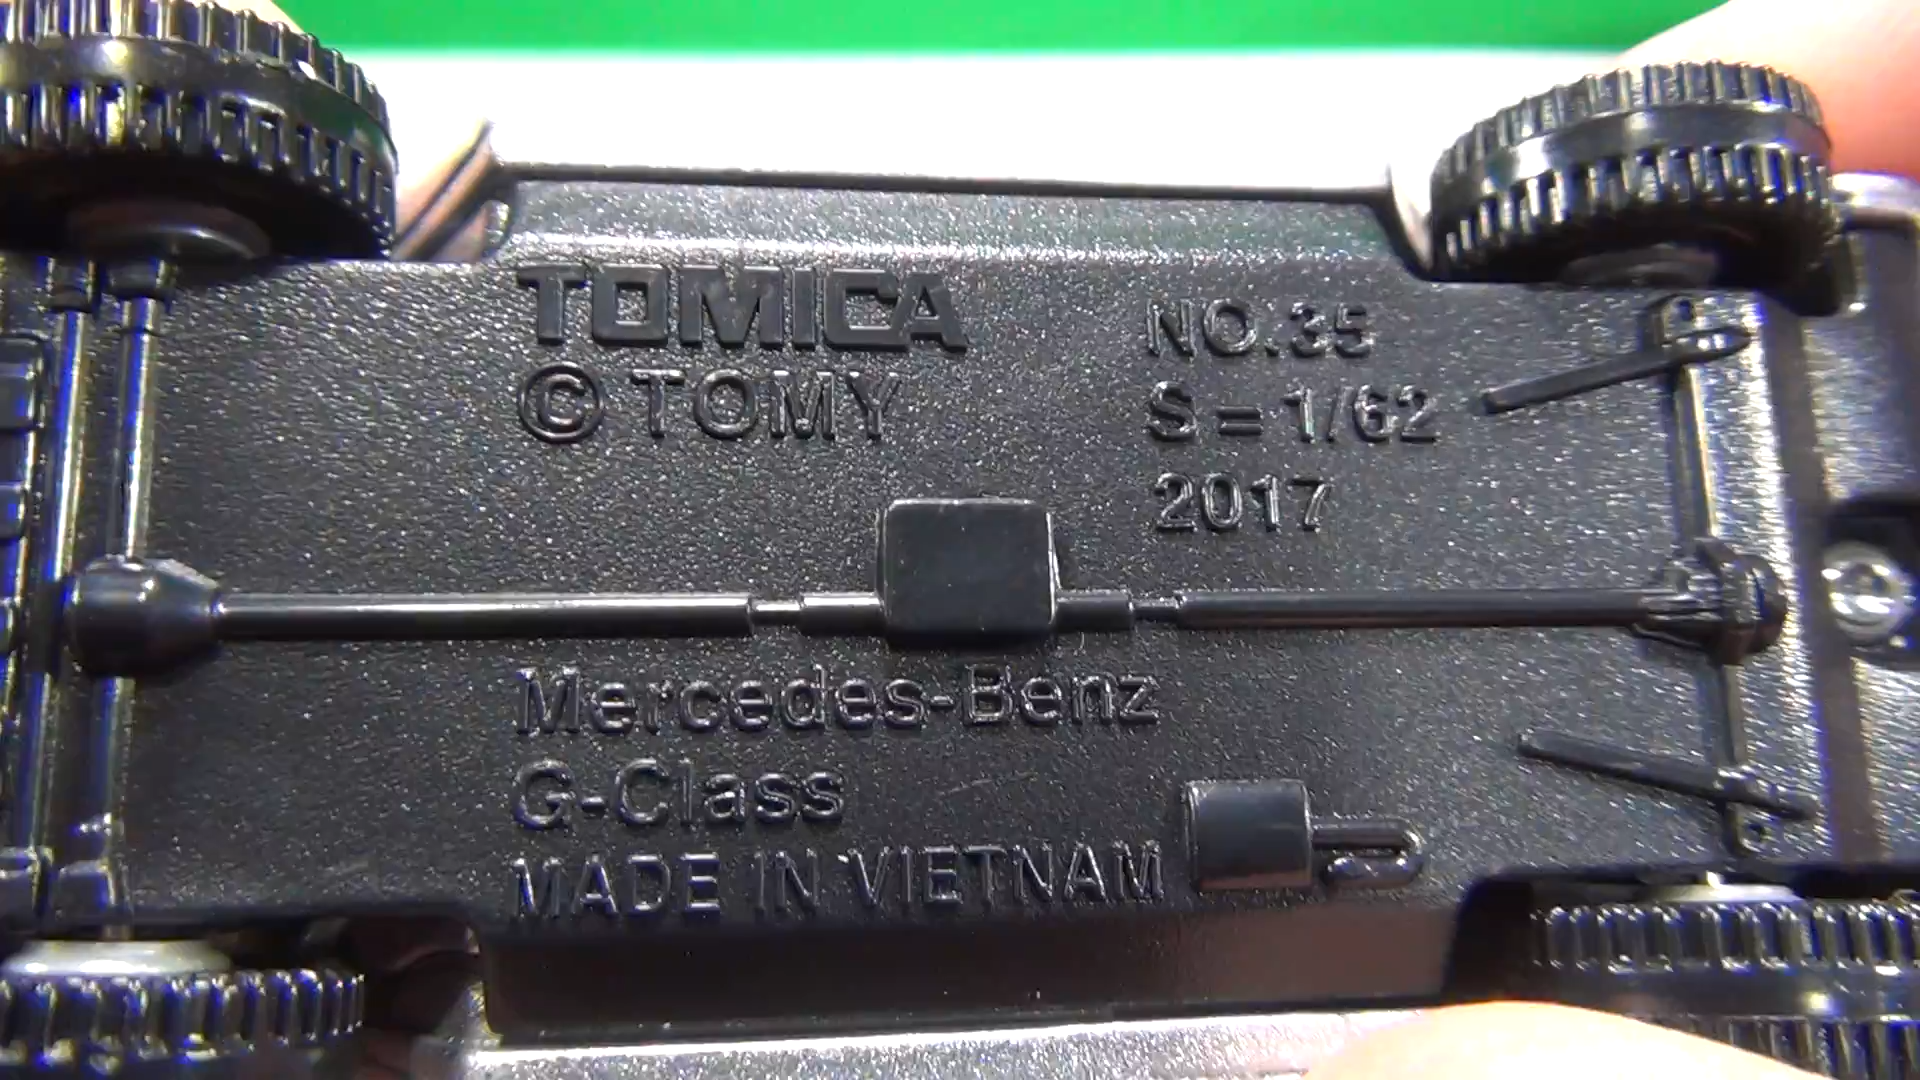 TOMICA
© TOMY
NO.35
S=1/62
2017
Mercedes-Benz
G-Class
MADE IN VIETNAM